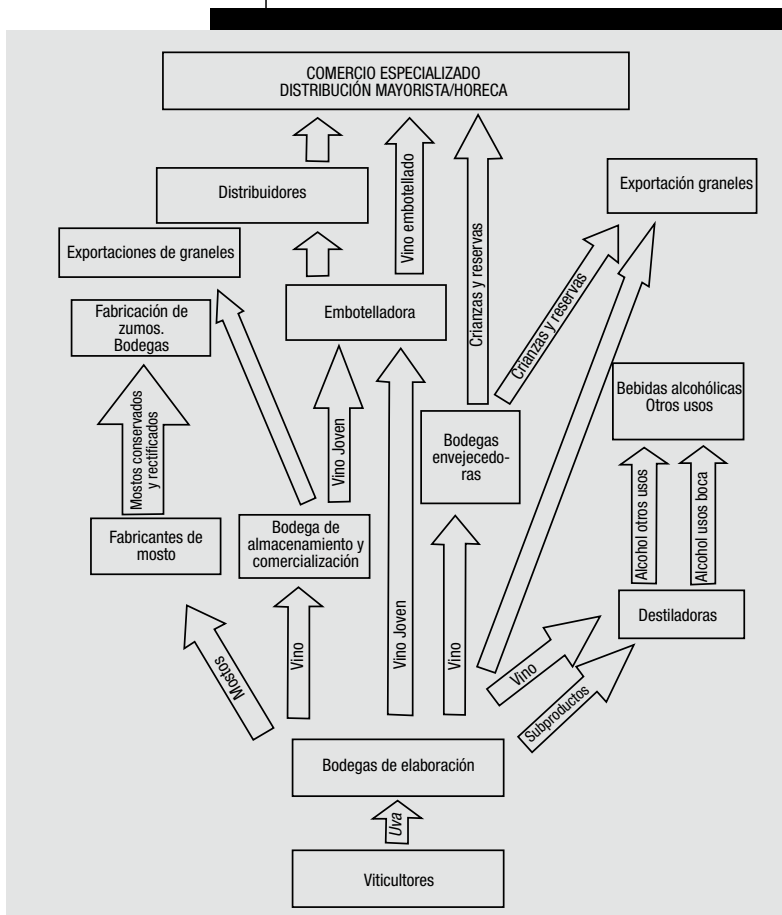 COMERCIO ESPECIALIZADO
DISTRIBUCIÓN MAYORISTA/HORECA
Distribuidores
Vino embotellado
Exportación graneles
Exportaciones de graneles
Crianzas y reservas
Crianzas y reservas
Fabricación de
zumos.
Bodegas
Embotelladora
Bebidas alcohólicas
Otros usos
Mostos conservados
y rectificados
Vino Joven
Bodegas
envejecedo-
ras
Alcohol otros usos
Alcohol usos boca
Fabricantes de
mosto
Bodega de
almacenamiento y
comercialización
Destiladoras
Mostos
Vino
Vino Joven
Vino
Vino
Subproductos
Bodegas de elaboración
Uva
Viticultores